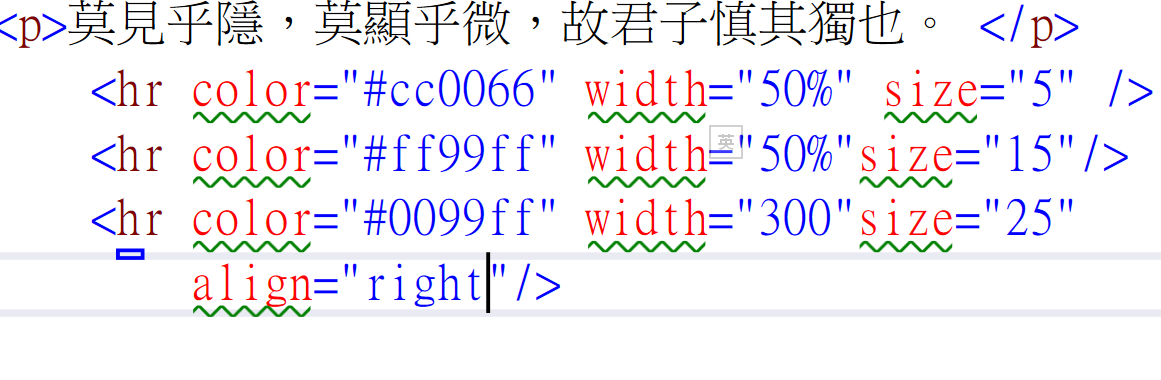 <p>莫見乎隱，莫顯乎微，故君子慎其獨也。 </p>
<hr color="#cc0066" width="50%" size="5" />
<hr color="#ff99ff" width="50%"size="15"/>
英
<hr color="#0099ff" width="300"size="25"
align="right"/>